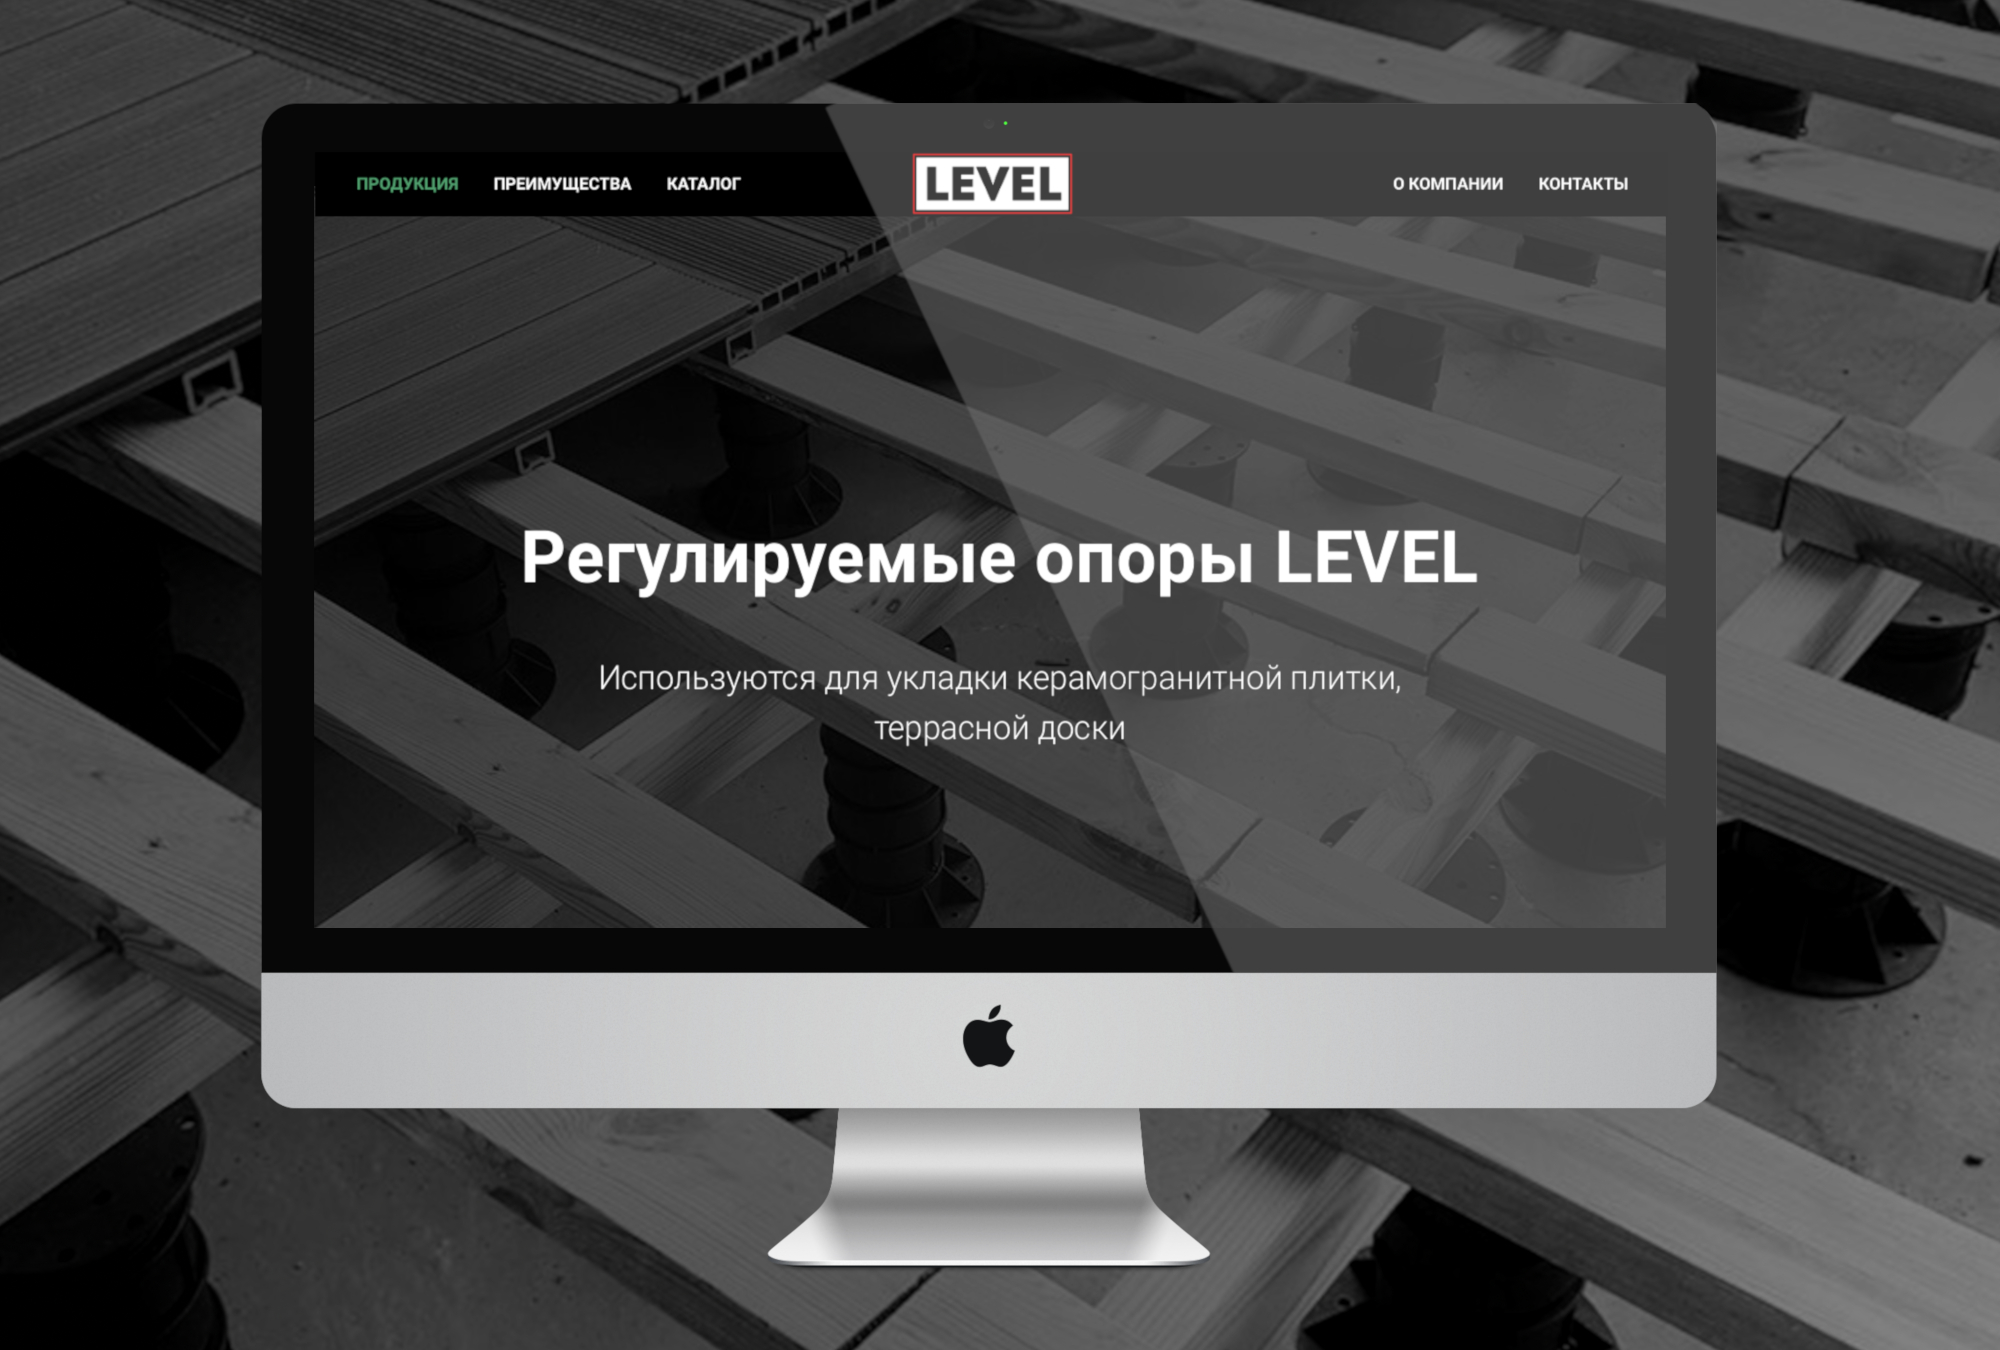 ПРОДУКЦИЯ ПРЕИМУЩЕСТВА КАТАЛОГ LEVEL О КОМПАНИИ КОНТАКТЫ
Регулируемые опоры LEVEL
Используются для укладки керамогранитной плитки,
террасной доски